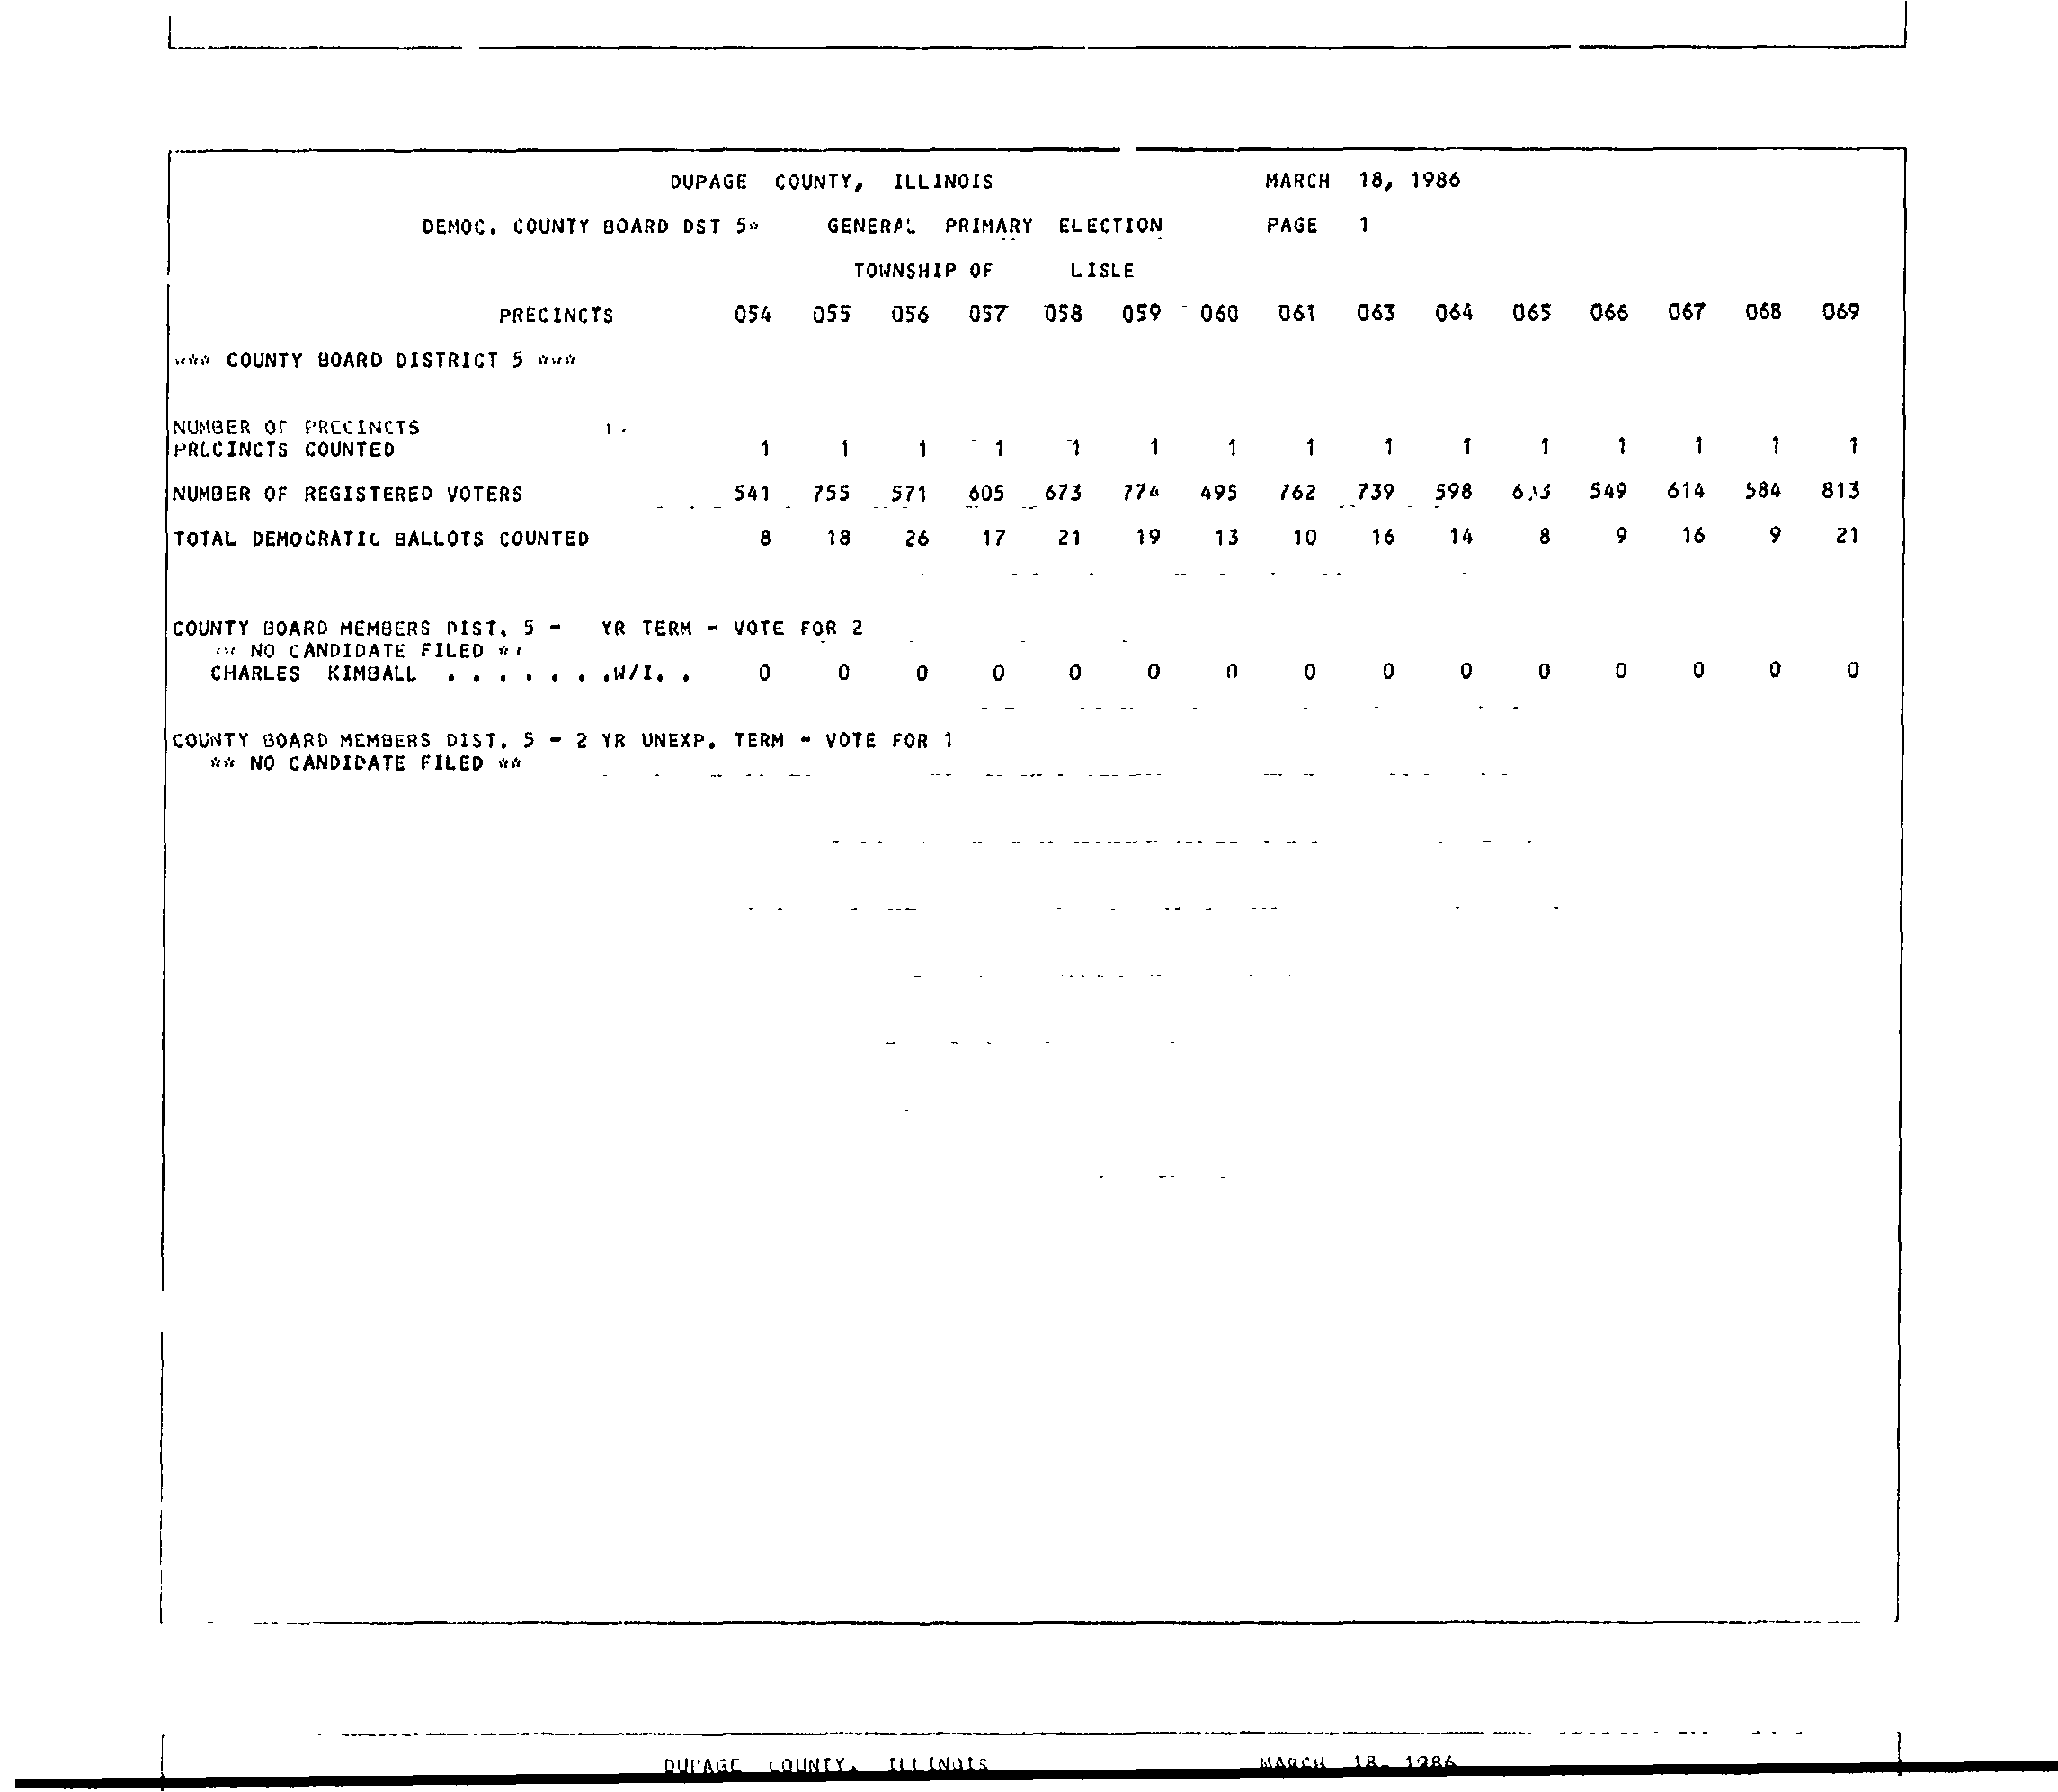 DUPAGE COUNTY, ILLINOIS MARCH 18, 1986
DEMOC. COUNTY BOARD DST 5* GENERAL PRIMARY ELECTION PAGE 1
TOWNSHIP OF LISLE
PRECINCTS 054 055 056 057 058 059 060 061 063 064 065 066 067 068 069
*** COUNTY BOARD DISTRICT 5 ***
NUMBER OF PRECINCTS
PRECINCTS COUNTED 1 1 1 1 1 1 1 1 1 1 1 1 1 1 1
NUMBER OF REGISTERED VOTERS 541 755 571 605 673 774 495 762 739 598 549 614 584 813
TOTAL DEMOCRATIC BALLOTS COUNTED 8 18 26 17 21 19 13 10 16 14 8 9 16 9 21
COUNTY BOARD MEMBERS DIST. 5 - YR TERM - VOTE FOR 2
** NO CANDIDATE FILED **
CHARLES KIMBALL . . . . . . .W/I. . 0 0 0 0 0 0 0 0 0 0 0 0 0 0 0
COUNTY BOARD MEMBERS DIST. 5 - 2 YR UNEXP. TERM - VOTE FOR 1
** NO CANDIDATE FILED **
DUPAGE COUNTY, ILLINOIS MARCH 18, 1986